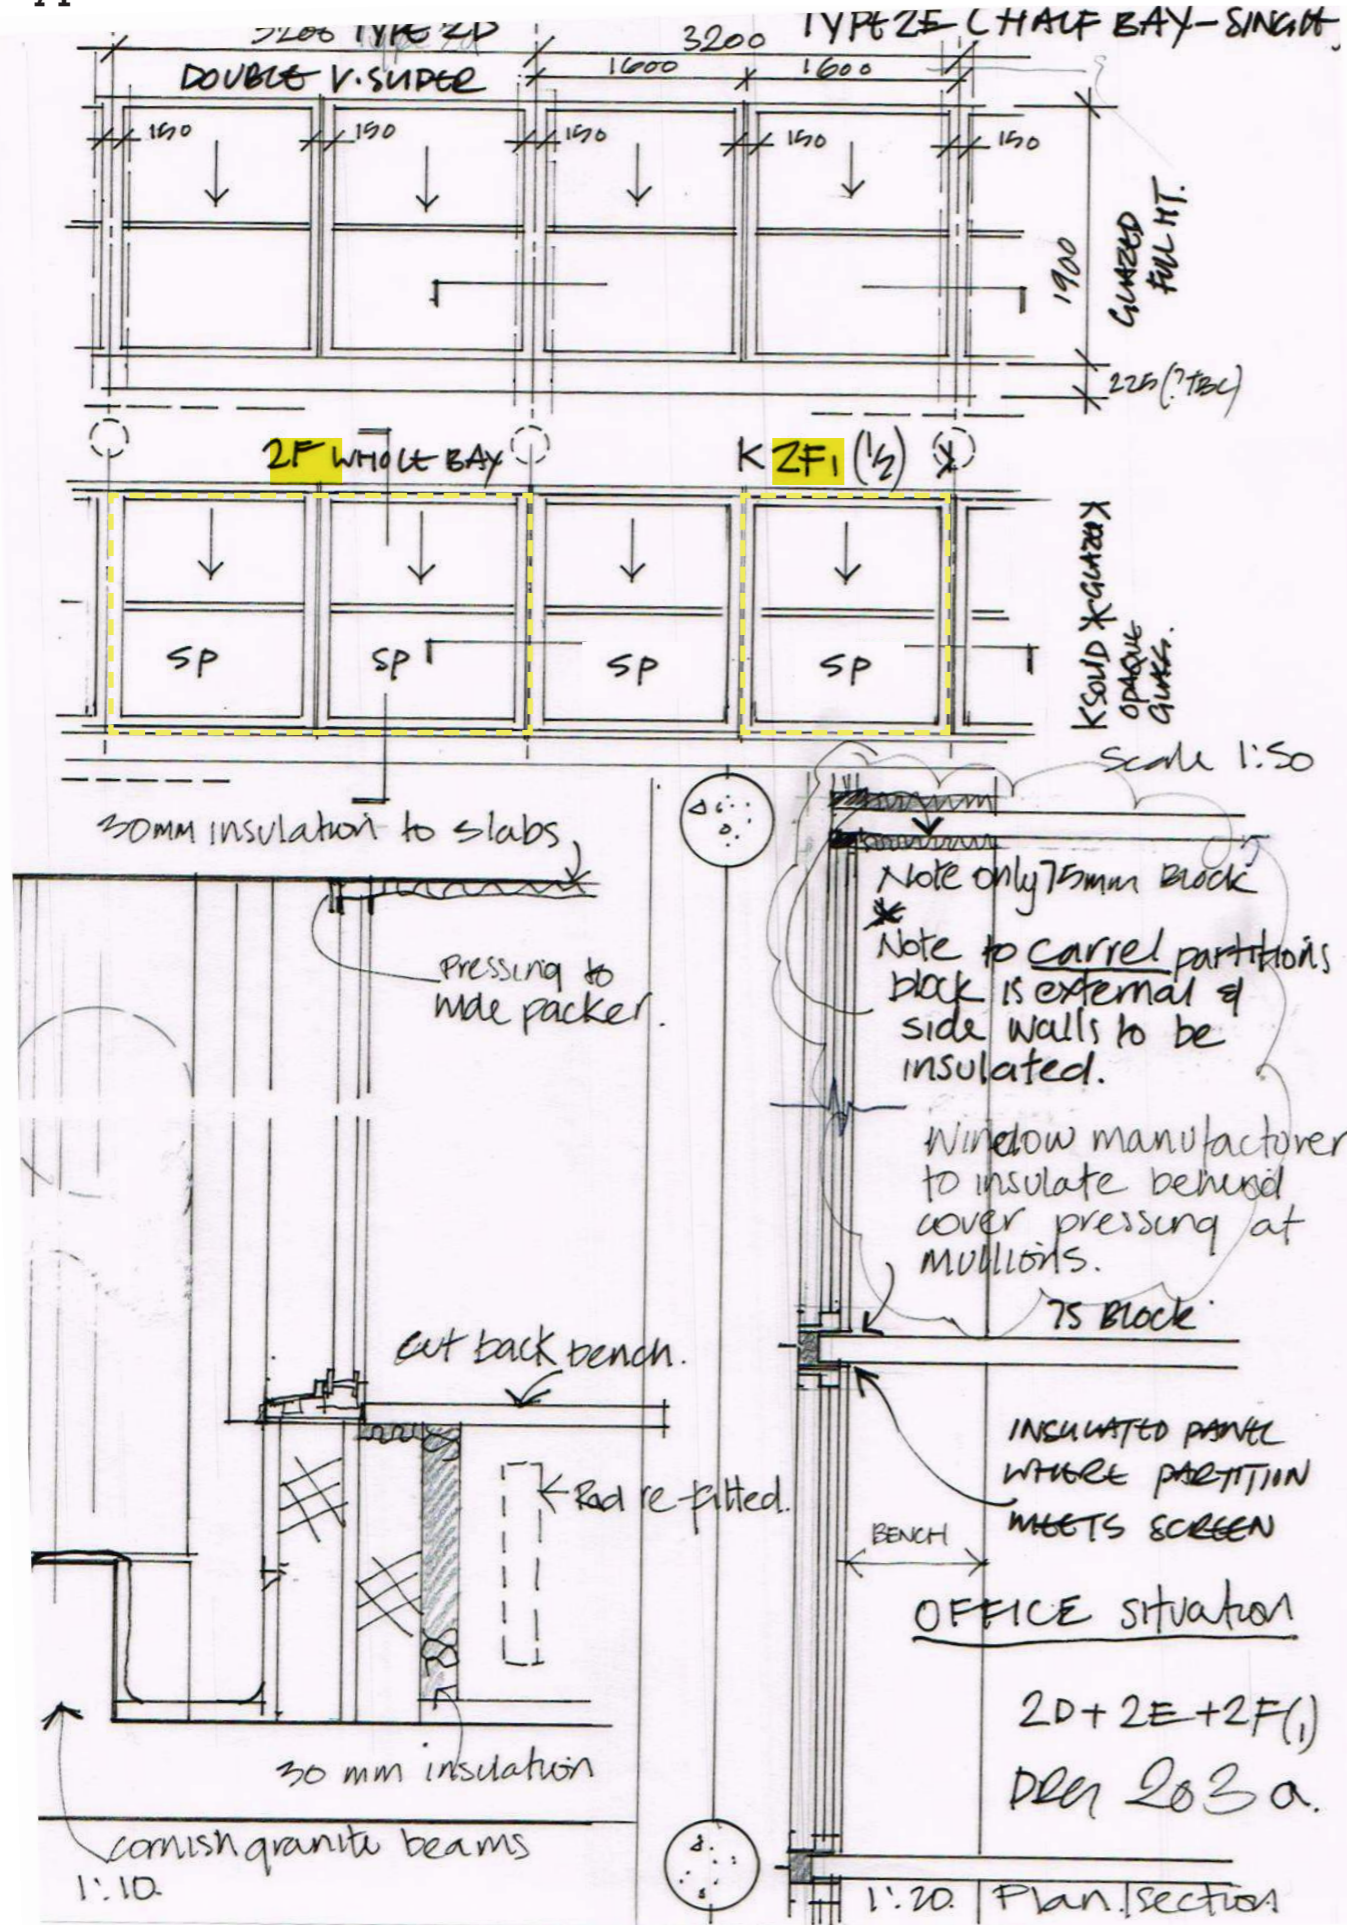 3200 TYPE 2D
3200
TYPE 2E (HALF BAY-SINGLE
DOUBLE V.SLIDER
1600
1600
150
150
150
150
150
1900
GLAZED
FULL HT.
225(?TBC)
2F WHOLE BAY
K 2F1 (1/2)
SP
SP
SP
SP
SOLID
GLAZED
OPAQUE
GLASS.
Scale 1:50
30mm insulation to slabs
Note only 75mm Block
Note to carrel partitions
block is external &
side walls to be
insulated.
Pressing to
hide packer.
Window manufacturer
to insulate behind
cover pressing at
mullions.
75 Block
cut back bench.
INSULATED PANEL
WHERE PARTITION
MEETS SCREEN
Rad re-fitted.
BENCH
OFFICE situation
2D+2E+2F(1)
DRG 203a.
30 mm insulation
cornish granite beams
1:10.
1:20. Plan/section